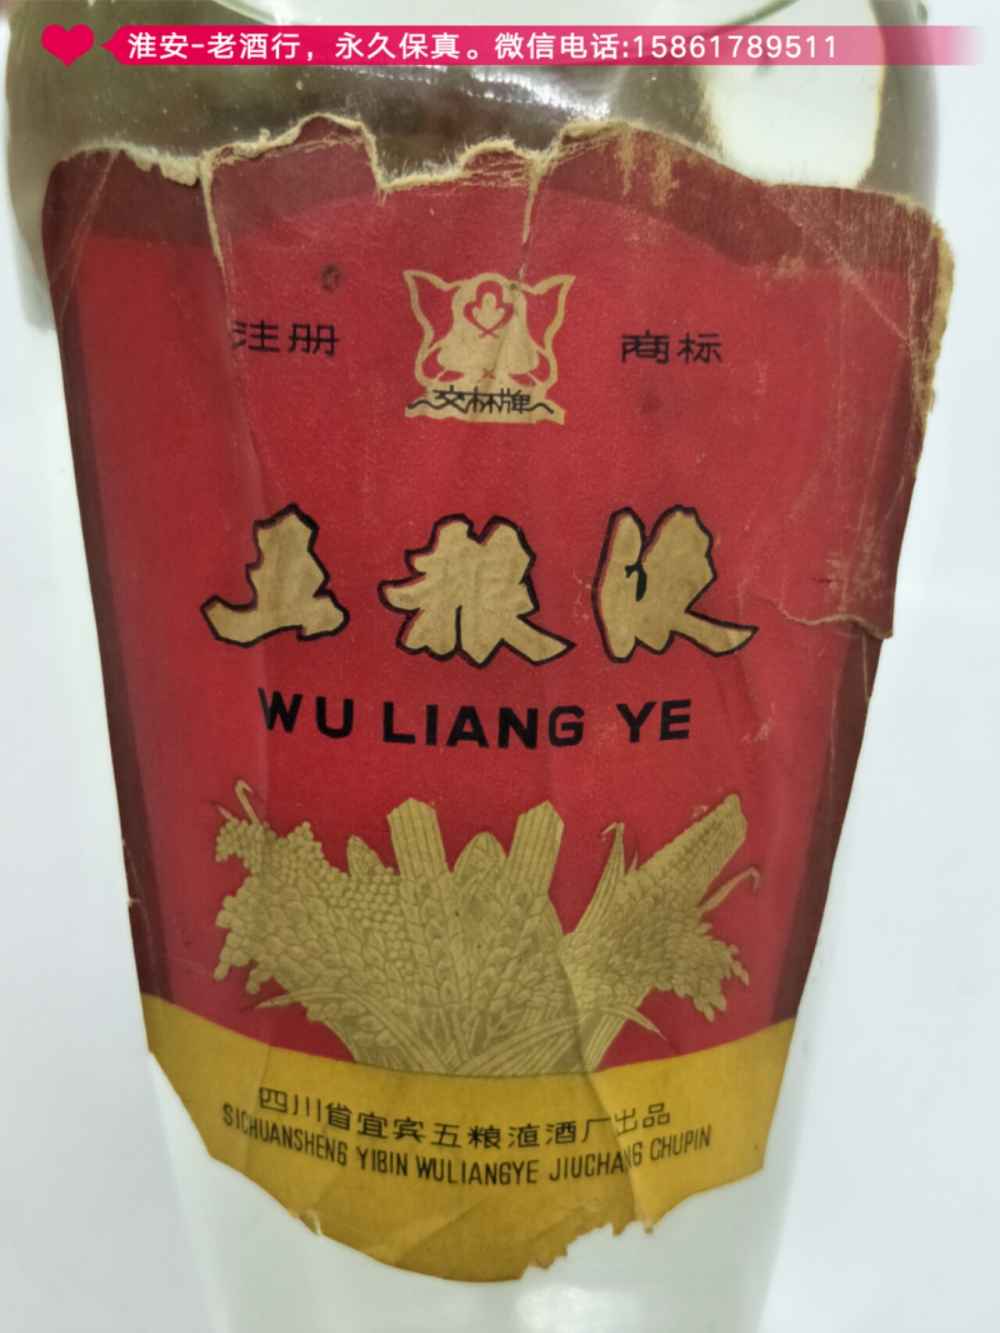 淮安-老酒行，永久保真。微信电话:15861789511
注册 商标
交杯牌
五粮液
WU LIANG YE
四川省宜宾五粮液酒厂出品
SICHUANSHENG YIBIN WULIANGYE JIUCHANG CHUPIN